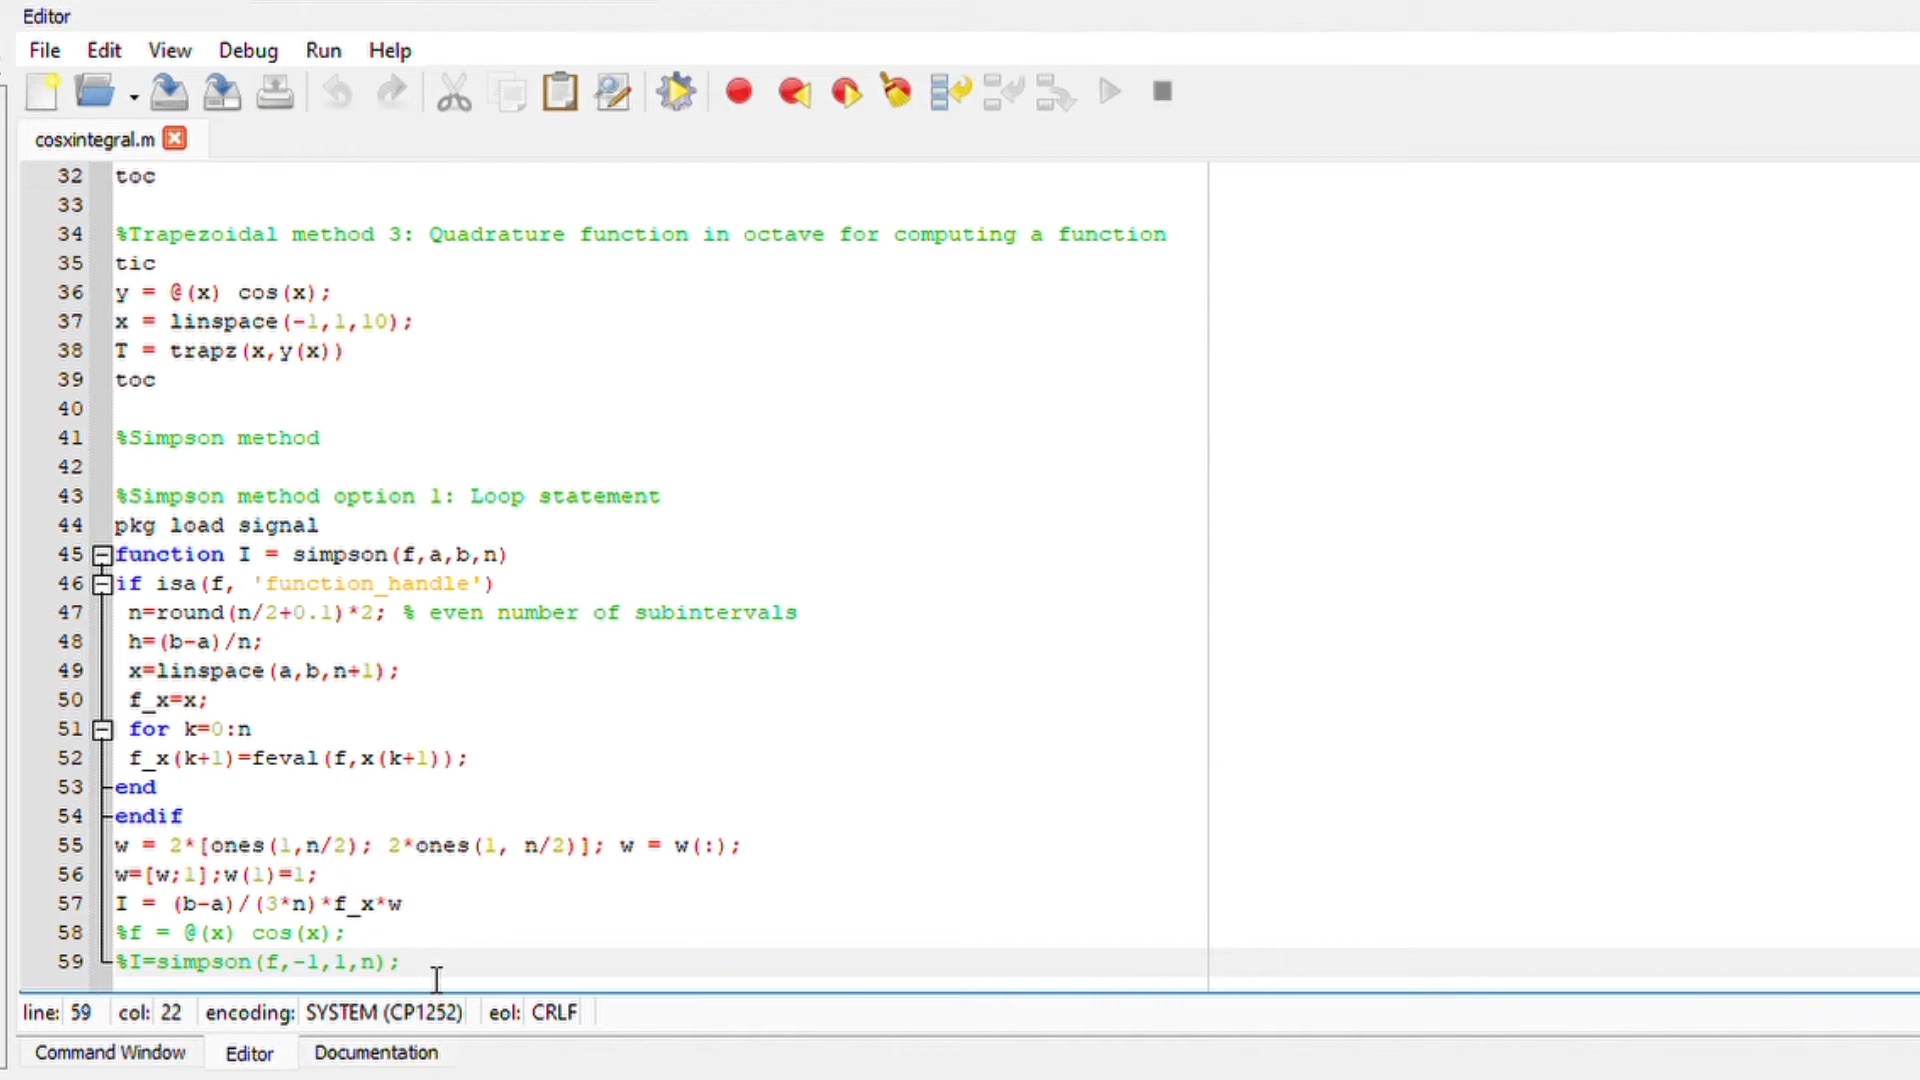 Editor
File Edit View Debug Run Help
cosxintegral.m
32 toc
33
34 %Trapezoidal method 3: Quadrature function in octave for computing a function
35 tic
36 y = @(x) cos(x);
37 x = linspace(-1,1,10);
38 T = trapz(x,y(x))
39 toc
40
41 %Simpson method
42
43 %Simpson method option 1: Loop statement
44 pkg load signal
45 function I = simpson(f,a,b,n)
46 if isa(f, 'function_handle')
47 n=round(n/2+0.1)*2; % even number of subintervals
48 h=(b-a)/n;
49 x=linspace(a,b,n+1);
50 f_x=x;
51 for k=0:n
52 f_x(k+1)=feval(f,x(k+1));
53 end
54 endif
55 w = 2*[ones(1,n/2); 2*ones(1, n/2)]; w = w(:);
56 w=[w;1];w(1)=1;
57 I = (b-a)/(3*n)*f_x*w
58 %f = @(x) cos(x);
59 %I=simpson(f,-1,1,n);
line: 59 col: 22 encoding: SYSTEM (CP1252) eol: CRLF
Command Window Editor Documentation